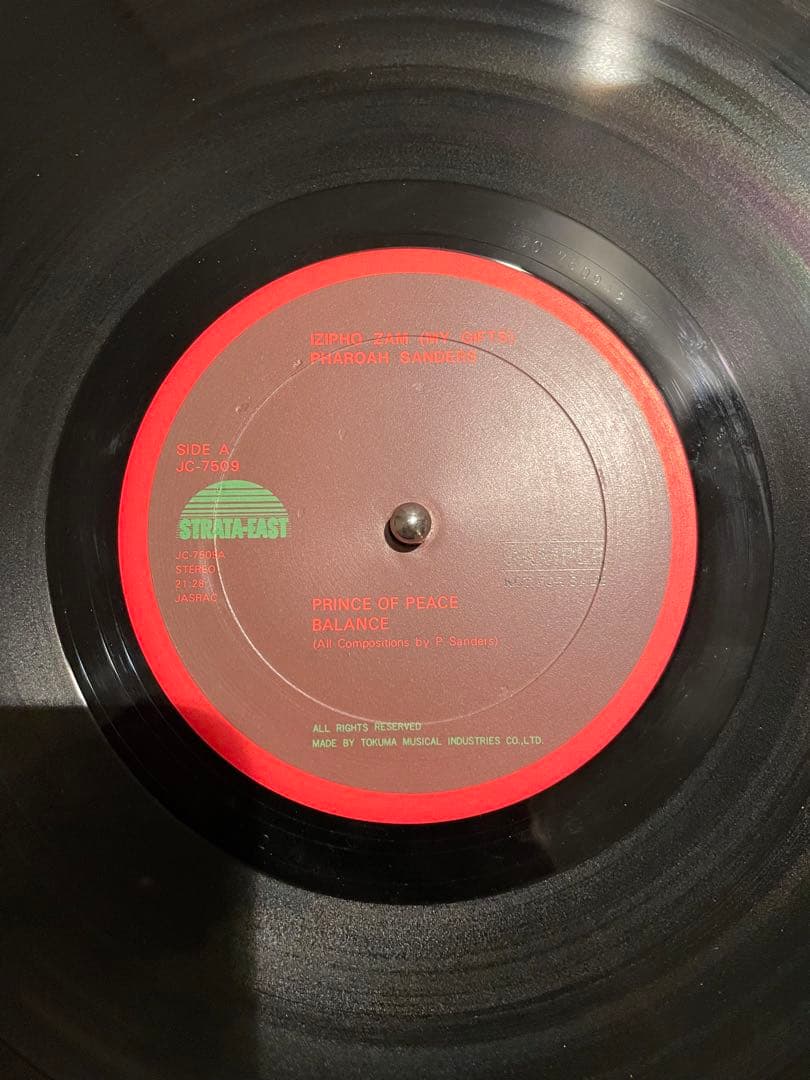 IZIPHO ZAM (MY GIFTS)
PHAROAH SANDERS
SIDE A
JC-7509
STRATA-EAST
JC-7509A
STEREO
21:28
JASRAC
PRINCE OF PEACE
BALANCE
(All Compositions by P. Sanders)
ALL RIGHTS RESERVED
MADE BY TOKUMA MUSICAL INDUSTRIES CO.,LTD.